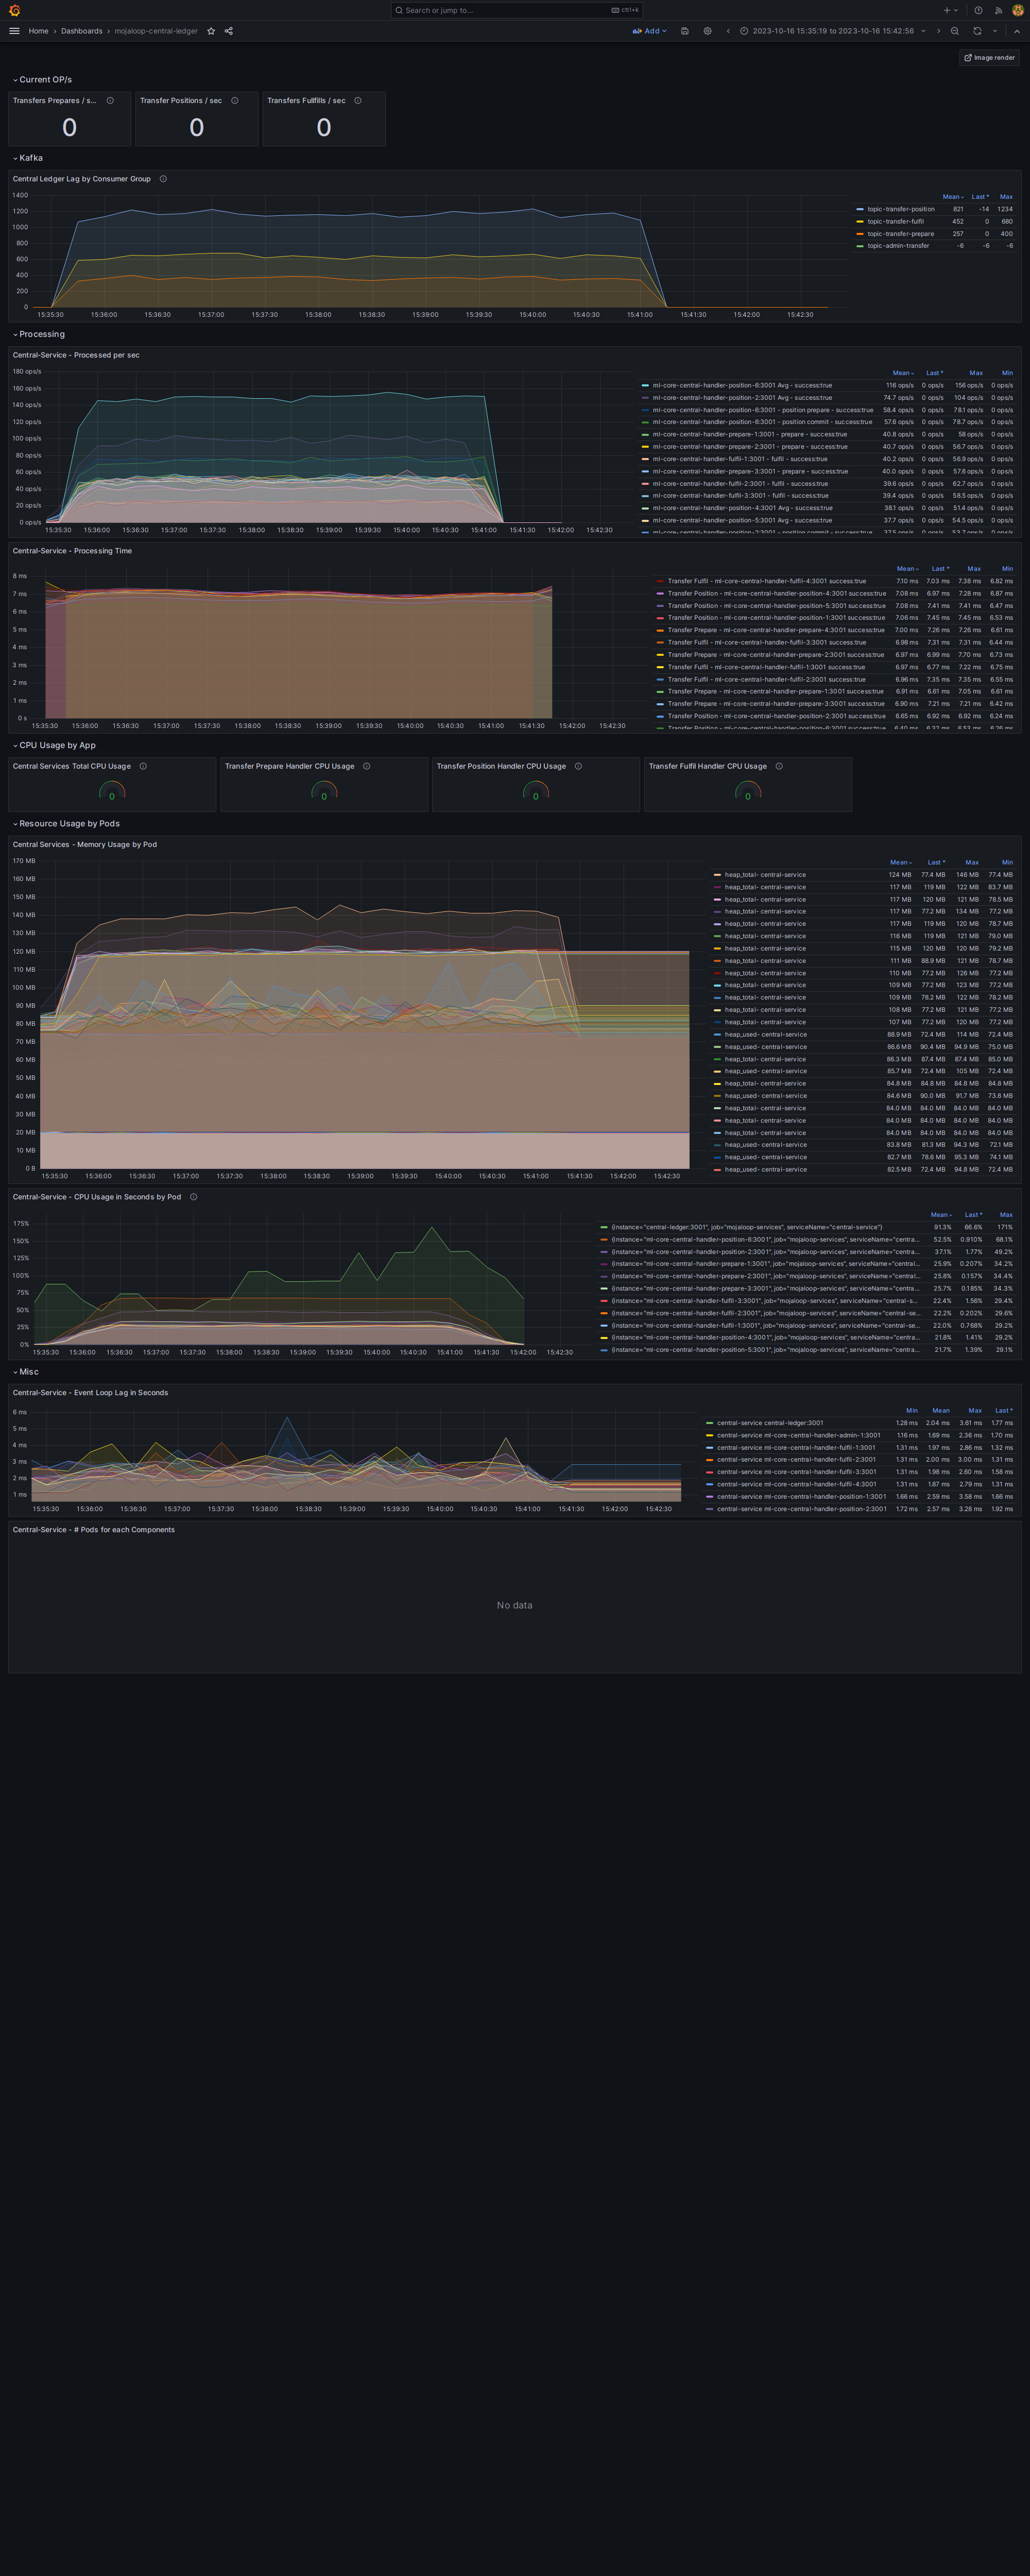 Search or jump to...
ctrl+k
Home › Dashboards › mojaloop-central-ledger
Add
2023-10-16 15:35:19 to 2023-10-16 15:42:56
Image render
Current OP/s
Transfers Prepares / s...
Transfer Positions / sec
Transfers Fullfills / sec
0
0
0
Kafka
Central Ledger Lag by Consumer Group
1400
1200
1000
800
600
400
200
0
15:35:30 15:36:00 15:36:30 15:37:00 15:37:30 15:38:00 15:38:30 15:39:00 15:39:30 15:40:00 15:40:30 15:41:00 15:41:30 15:42:00 15:42:30
Mean Last * Max
topic-transfer-position 821 -14 1234
topic-transfer-fulfil 452 0 680
topic-transfer-prepare 257 0 400
topic-admin-transfer -6 -6 -6
Processing
Central-Service - Processed per sec
180 ops/s
160 ops/s
140 ops/s
120 ops/s
100 ops/s
80 ops/s
60 ops/s
40 ops/s
20 ops/s
0 ops/s
15:35:30 15:36:00 15:36:30 15:37:00 15:37:30 15:38:00 15:38:30 15:39:00 15:39:30 15:40:00 15:40:30 15:41:00 15:41:30 15:42:00 15:42:30
Mean Last * Max Min
ml-core-central-handler-position-6:3001 Avg - success:true 116 ops/s 0 ops/s 156 ops/s 0 ops/s
ml-core-central-handler-position-2:3001 Avg - success:true 74.7 ops/s 0 ops/s 104 ops/s 0 ops/s
ml-core-central-handler-position-6:3001 - position prepare - success:true 58.4 ops/s 0 ops/s 78.1 ops/s 0 ops/s
ml-core-central-handler-position-6:3001 - position commit - success:true 57.6 ops/s 0 ops/s 78.7 ops/s 0 ops/s
ml-core-central-handler-prepare-1:3001 - prepare - success:true 40.8 ops/s 0 ops/s 58 ops/s 0 ops/s
ml-core-central-handler-prepare-2:3001 - prepare - success:true 40.7 ops/s 0 ops/s 56.7 ops/s 0 ops/s
ml-core-central-handler-fulfil-1:3001 - fulfil - success:true 40.2 ops/s 0 ops/s 56.9 ops/s 0 ops/s
ml-core-central-handler-prepare-3:3001 - prepare - success:true 40.0 ops/s 0 ops/s 57.6 ops/s 0 ops/s
ml-core-central-handler-fulfil-2:3001 - fulfil - success:true 39.6 ops/s 0 ops/s 62.7 ops/s 0 ops/s
ml-core-central-handler-fulfil-3:3001 - fulfil - success:true 39.4 ops/s 0 ops/s 58.5 ops/s 0 ops/s
ml-core-central-handler-position-4:3001 Avg - success:true 38.1 ops/s 0 ops/s 51.4 ops/s 0 ops/s
ml-core-central-handler-position-5:3001 Avg - success:true 37.7 ops/s 0 ops/s 54.5 ops/s 0 ops/s
ml-core-central-handler-position-2:3001 - position commit - success:true 37.5 ops/s 0 ops/s 53.7 ops/s 0 ops/s
Central-Service - Processing Time
8 ms
7 ms
6 ms
5 ms
4 ms
3 ms
2 ms
1 ms
0 s
15:35:30 15:36:00 15:36:30 15:37:00 15:37:30 15:38:00 15:38:30 15:39:00 15:39:30 15:40:00 15:40:30 15:41:00 15:41:30 15:42:00 15:42:30
Mean Last * Max Min
Transfer Fulfil - ml-core-central-handler-fulfil-4:3001 success:true 7.10 ms 7.03 ms 7.38 ms 6.82 ms
Transfer Position - ml-core-central-handler-position-4:3001 success:true 7.08 ms 6.97 ms 7.28 ms 6.87 ms
Transfer Position - ml-core-central-handler-position-5:3001 success:true 7.08 ms 7.41 ms 7.41 ms 6.47 ms
Transfer Position - ml-core-central-handler-position-1:3001 success:true 7.06 ms 7.45 ms 7.45 ms 6.53 ms
Transfer Prepare - ml-core-central-handler-prepare-4:3001 success:true 7.00 ms 7.26 ms 7.26 ms 6.61 ms
Transfer Fulfil - ml-core-central-handler-fulfil-3:3001 success:true 6.98 ms 7.31 ms 7.31 ms 6.44 ms
Transfer Prepare - ml-core-central-handler-prepare-2:3001 success:true 6.97 ms 6.99 ms 7.70 ms 6.73 ms
Transfer Fulfil - ml-core-central-handler-fulfil-1:3001 success:true 6.97 ms 6.77 ms 7.22 ms 6.75 ms
Transfer Fulfil - ml-core-central-handler-fulfil-2:3001 success:true 6.96 ms 7.35 ms 7.35 ms 6.55 ms
Transfer Prepare - ml-core-central-handler-prepare-1:3001 success:true 6.91 ms 6.61 ms 7.05 ms 6.61 ms
Transfer Prepare - ml-core-central-handler-prepare-3:3001 success:true 6.90 ms 7.21 ms 7.21 ms 6.42 ms
Transfer Position - ml-core-central-handler-position-2:3001 success:true 6.65 ms 6.92 ms 6.92 ms 6.24 ms
Transfer Position - ml-core-central-handler-position-6:3001 success:true 6.40 ms 6.32 ms 6.53 ms 6.26 ms
CPU Usage by App
Central Services Total CPU Usage
Transfer Prepare Handler CPU Usage
Transfer Position Handler CPU Usage
Transfer Fulfil Handler CPU Usage
0
0
0
0
Resource Usage by Pods
Central Services - Memory Usage by Pod
170 MB
160 MB
150 MB
140 MB
130 MB
120 MB
110 MB
100 MB
90 MB
80 MB
70 MB
60 MB
50 MB
40 MB
30 MB
20 MB
10 MB
0 B
15:35:30 15:36:00 15:36:30 15:37:00 15:37:30 15:38:00 15:38:30 15:39:00 15:39:30 15:40:00 15:40:30 15:41:00 15:41:30 15:42:00 15:42:30
Mean Last * Max Min
heap_total- central-service 124 MB 77.4 MB 146 MB 77.4 MB
heap_total- central-service 117 MB 119 MB 122 MB 83.7 MB
heap_total- central-service 117 MB 120 MB 121 MB 78.5 MB
heap_total- central-service 117 MB 77.2 MB 134 MB 77.2 MB
heap_total- central-service 117 MB 119 MB 120 MB 78.7 MB
heap_total- central-service 116 MB 119 MB 121 MB 79.0 MB
heap_total- central-service 115 MB 120 MB 120 MB 79.2 MB
heap_total- central-service 111 MB 88.9 MB 121 MB 78.7 MB
heap_total- central-service 110 MB 77.2 MB 126 MB 77.2 MB
heap_total- central-service 109 MB 77.2 MB 123 MB 77.2 MB
heap_total- central-service 109 MB 78.2 MB 122 MB 78.2 MB
heap_total- central-service 108 MB 77.2 MB 121 MB 77.2 MB
heap_total- central-service 107 MB 77.2 MB 120 MB 77.2 MB
heap_used- central-service 88.9 MB 72.4 MB 114 MB 72.4 MB
heap_used- central-service 86.6 MB 90.4 MB 94.9 MB 75.0 MB
heap_total- central-service 86.3 MB 87.4 MB 87.4 MB 85.0 MB
heap_used- central-service 85.7 MB 72.4 MB 105 MB 72.4 MB
heap_total- central-service 84.8 MB 84.8 MB 84.8 MB 84.8 MB
heap_used- central-service 84.6 MB 90.0 MB 91.7 MB 73.6 MB
heap_total- central-service 84.0 MB 84.0 MB 84.0 MB 84.0 MB
heap_total- central-service 84.0 MB 84.0 MB 84.0 MB 84.0 MB
heap_total- central-service 84.0 MB 84.0 MB 84.0 MB 84.0 MB
heap_used- central-service 83.8 MB 81.3 MB 94.3 MB 72.1 MB
heap_used- central-service 82.7 MB 78.6 MB 95.3 MB 74.1 MB
heap_used- central-service 82.5 MB 72.4 MB 94.8 MB 72.4 MB
Central-Service - CPU Usage in Seconds by Pod
175%
150%
125%
100%
75%
50%
25%
0%
15:35:30 15:36:00 15:36:30 15:37:00 15:37:30 15:38:00 15:38:30 15:39:00 15:39:30 15:40:00 15:40:30 15:41:00 15:41:30 15:42:00 15:42:30
Mean Last * Max
{instance="central-ledger:3001", job="mojaloop-services", serviceName="central-service"} 91.3% 66.6% 171%
{instance="ml-core-central-handler-position-6:3001", job="mojaloop-services", serviceName="centra... 52.5% 0.910% 68.1%
{instance="ml-core-central-handler-position-2:3001", job="mojaloop-services", serviceName="centra... 37.1% 1.77% 49.2%
{instance="ml-core-central-handler-prepare-1:3001", job="mojaloop-services", serviceName="central... 25.9% 0.207% 34.2%
{instance="ml-core-central-handler-prepare-2:3001", job="mojaloop-services", serviceName="central... 25.8% 0.157% 34.4%
{instance="ml-core-central-handler-prepare-3:3001", job="mojaloop-services", serviceName="central... 25.7% 0.185% 34.3%
{instance="ml-core-central-handler-fulfil-3:3001", job="mojaloop-services", serviceName="central-s... 22.4% 1.56% 29.4%
{instance="ml-core-central-handler-fulfil-2:3001", job="mojaloop-services", serviceName="central-se... 22.2% 0.202% 29.6%
{instance="ml-core-central-handler-fulfil-1:3001", job="mojaloop-services", serviceName="central-se... 22.0% 0.768% 29.2%
{instance="ml-core-central-handler-position-4:3001", job="mojaloop-services", serviceName="centra... 21.8% 1.41% 29.2%
{instance="ml-core-central-handler-position-5:3001", job="mojaloop-services", serviceName="centra... 21.7% 1.39% 29.1%
Misc
Central-Service - Event Loop Lag in Seconds
6 ms
5 ms
4 ms
3 ms
2 ms
1 ms
15:35:30 15:36:00 15:36:30 15:37:00 15:37:30 15:38:00 15:38:30 15:39:00 15:39:30 15:40:00 15:40:30 15:41:00 15:41:30 15:42:00 15:42:30
Min Mean Max Last *
central-service central-ledger:3001 1.28 ms 2.04 ms 3.61 ms 1.77 ms
central-service ml-core-central-handler-admin-1:3001 1.16 ms 1.69 ms 2.36 ms 1.70 ms
central-service ml-core-central-handler-fulfil-1:3001 1.31 ms 1.97 ms 2.86 ms 1.32 ms
central-service ml-core-central-handler-fulfil-2:3001 1.31 ms 2.00 ms 3.00 ms 1.31 ms
central-service ml-core-central-handler-fulfil-3:3001 1.31 ms 1.98 ms 2.60 ms 1.58 ms
central-service ml-core-central-handler-fulfil-4:3001 1.31 ms 1.87 ms 2.79 ms 1.31 ms
central-service ml-core-central-handler-position-1:3001 1.66 ms 2.59 ms 3.58 ms 1.66 ms
central-service ml-core-central-handler-position-2:3001 1.72 ms 2.57 ms 3.28 ms 1.92 ms
Central-Service - # Pods for each Components
No data